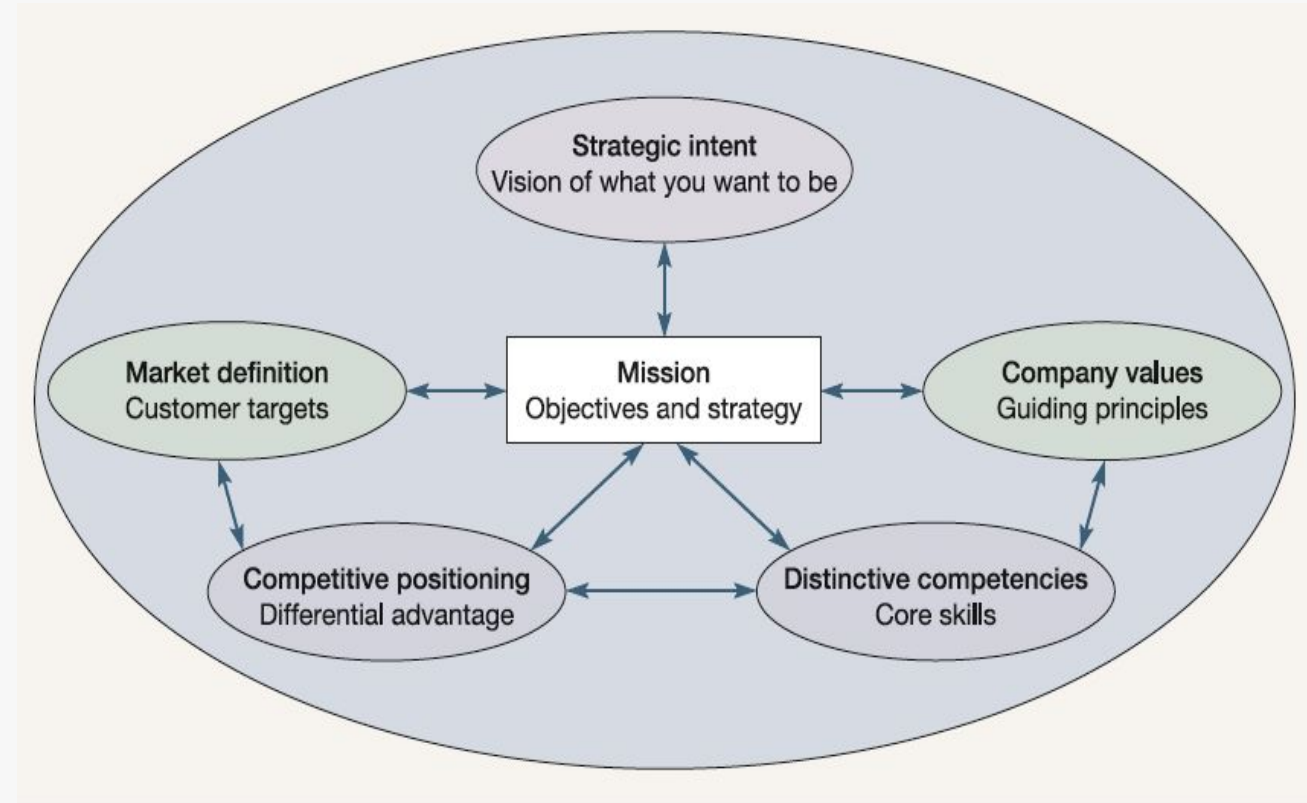 Strategic intent
Vision of what you want to be
Market definition
Customer targets
Mission
Objectives and strategy
Company values
Guiding principles
Competitive positioning
Differential advantage
Distinctive competencies
Core skills